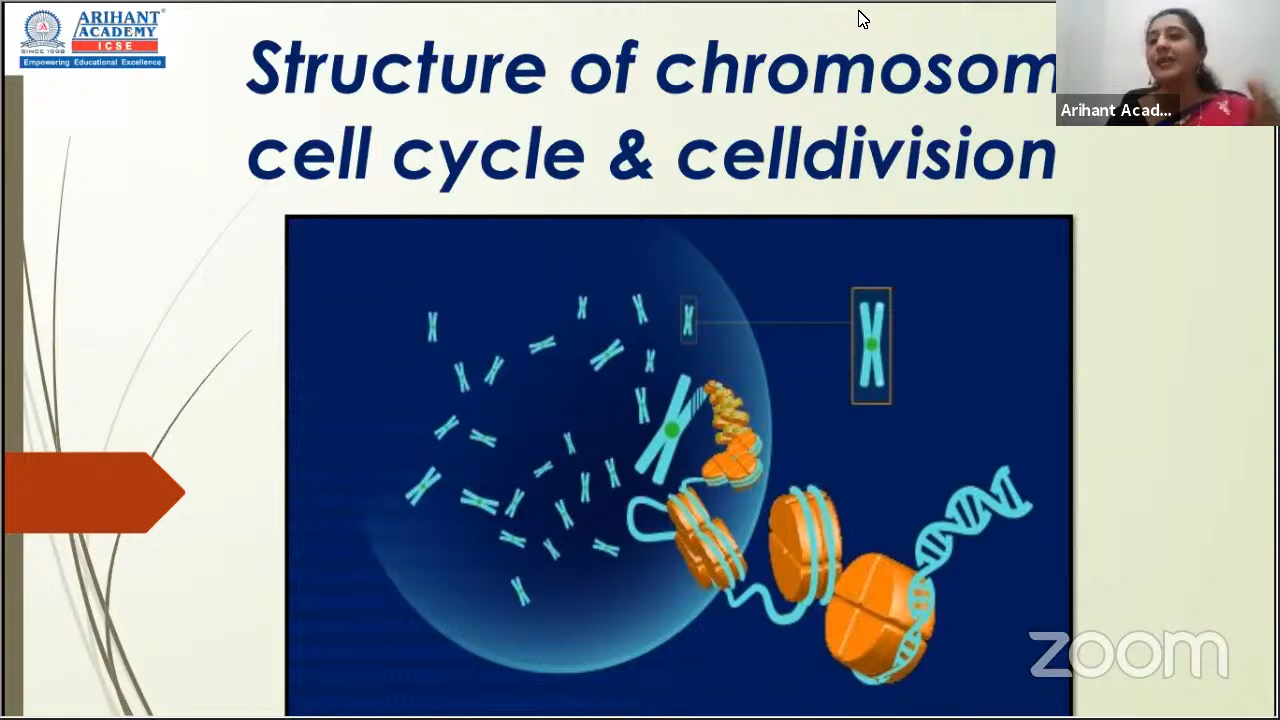 ARIHANT
ACADEMY
ICSE
SINCE 1998
Empowering Educational Excellence
Structure of chromosom
cell cycle & celldivision
Arihant Acad...
zoom